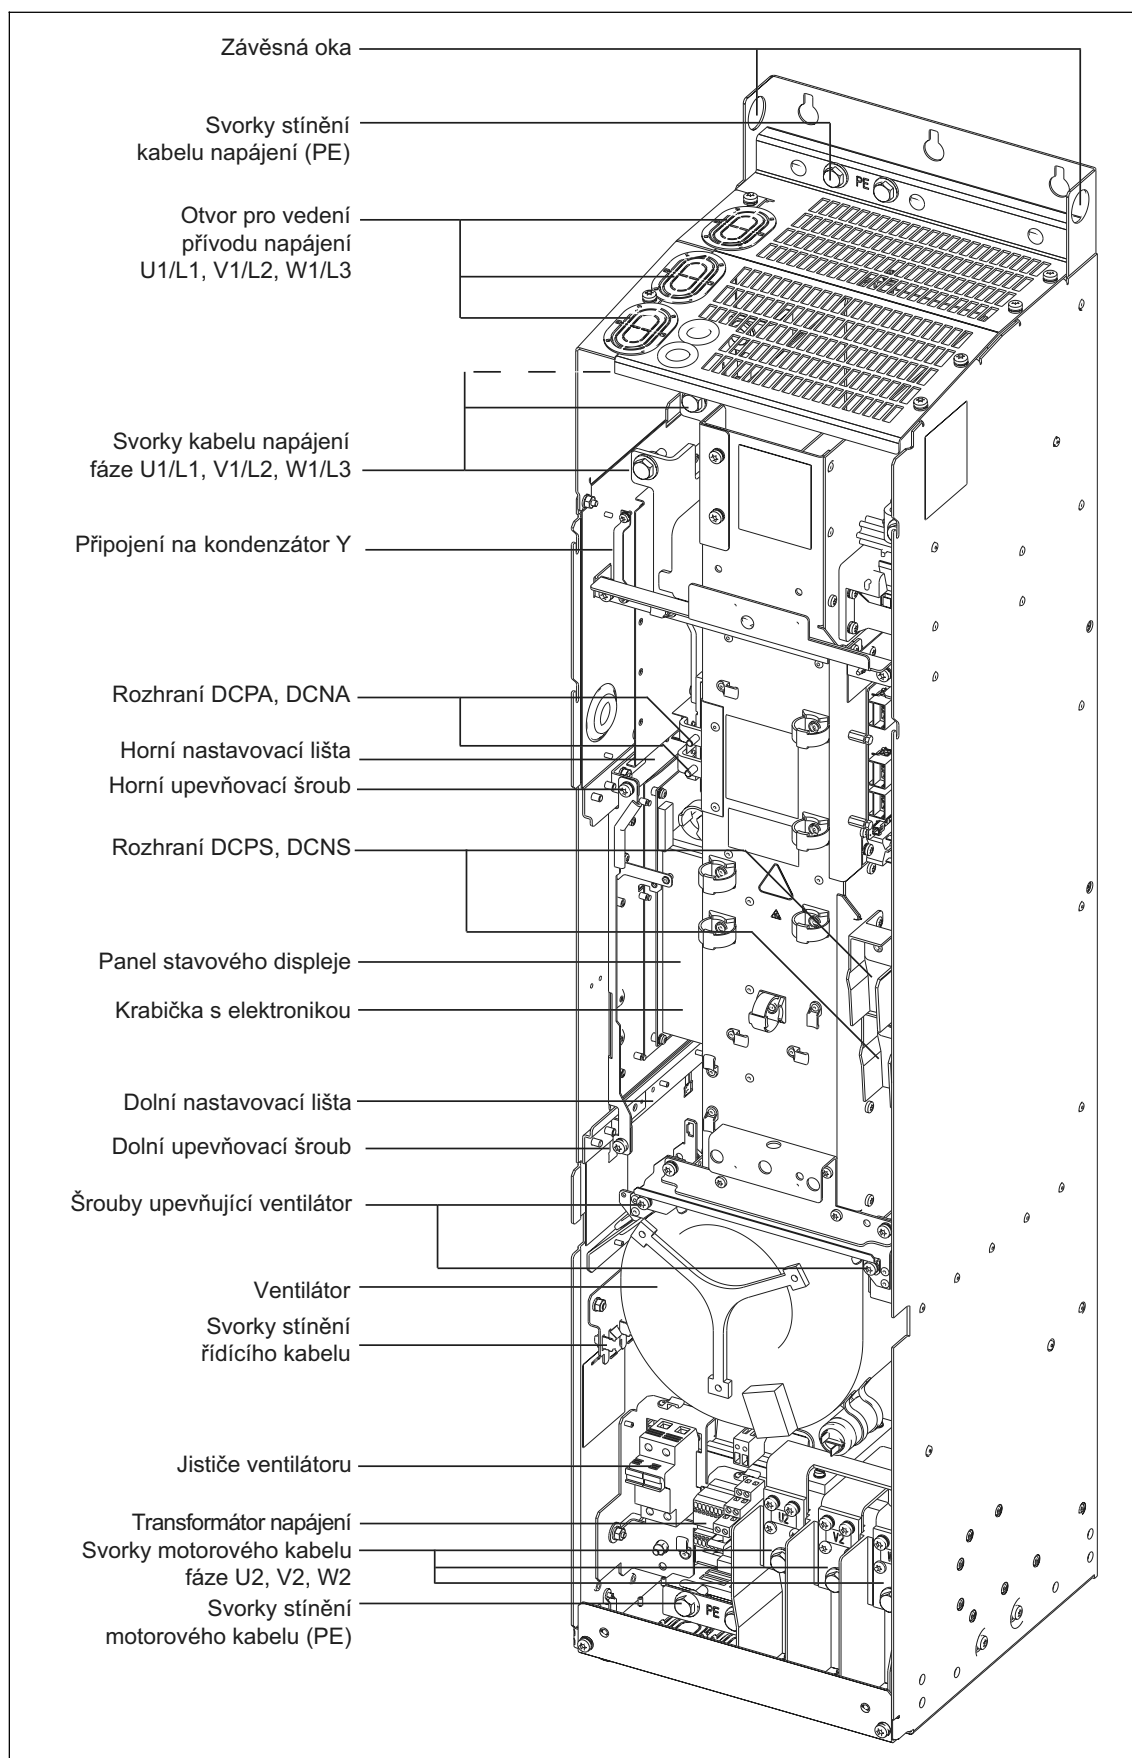 Závěsná oka
Svorky stínění
kabelu napájení (PE)
PE
Otvor pro vedení
přívodu napájení
U1/L1, V1/L2, W1/L3
Svorky kabelu napájení
fáze U1/L1, V1/L2, W1/L3
Připojení na kondenzátor Y
Rozhraní DCPA, DCNA
Horní nastavovací lišta
Horní upevňovací šroub
Rozhraní DCPS, DCNS
Panel stavového displeje
Krabička s elektronikou
Dolní nastavovací lišta
Dolní upevňovací šroub
Šrouby upevňující ventilátor
Ventilátor
Svorky stínění
řídícího kabelu
Jističe ventilátoru
Transformátor napájení
U2
V2
Svorky motorového kabelu
fáze U2, V2, W2
Svorky stínění
motorového kabelu (PE)
PE